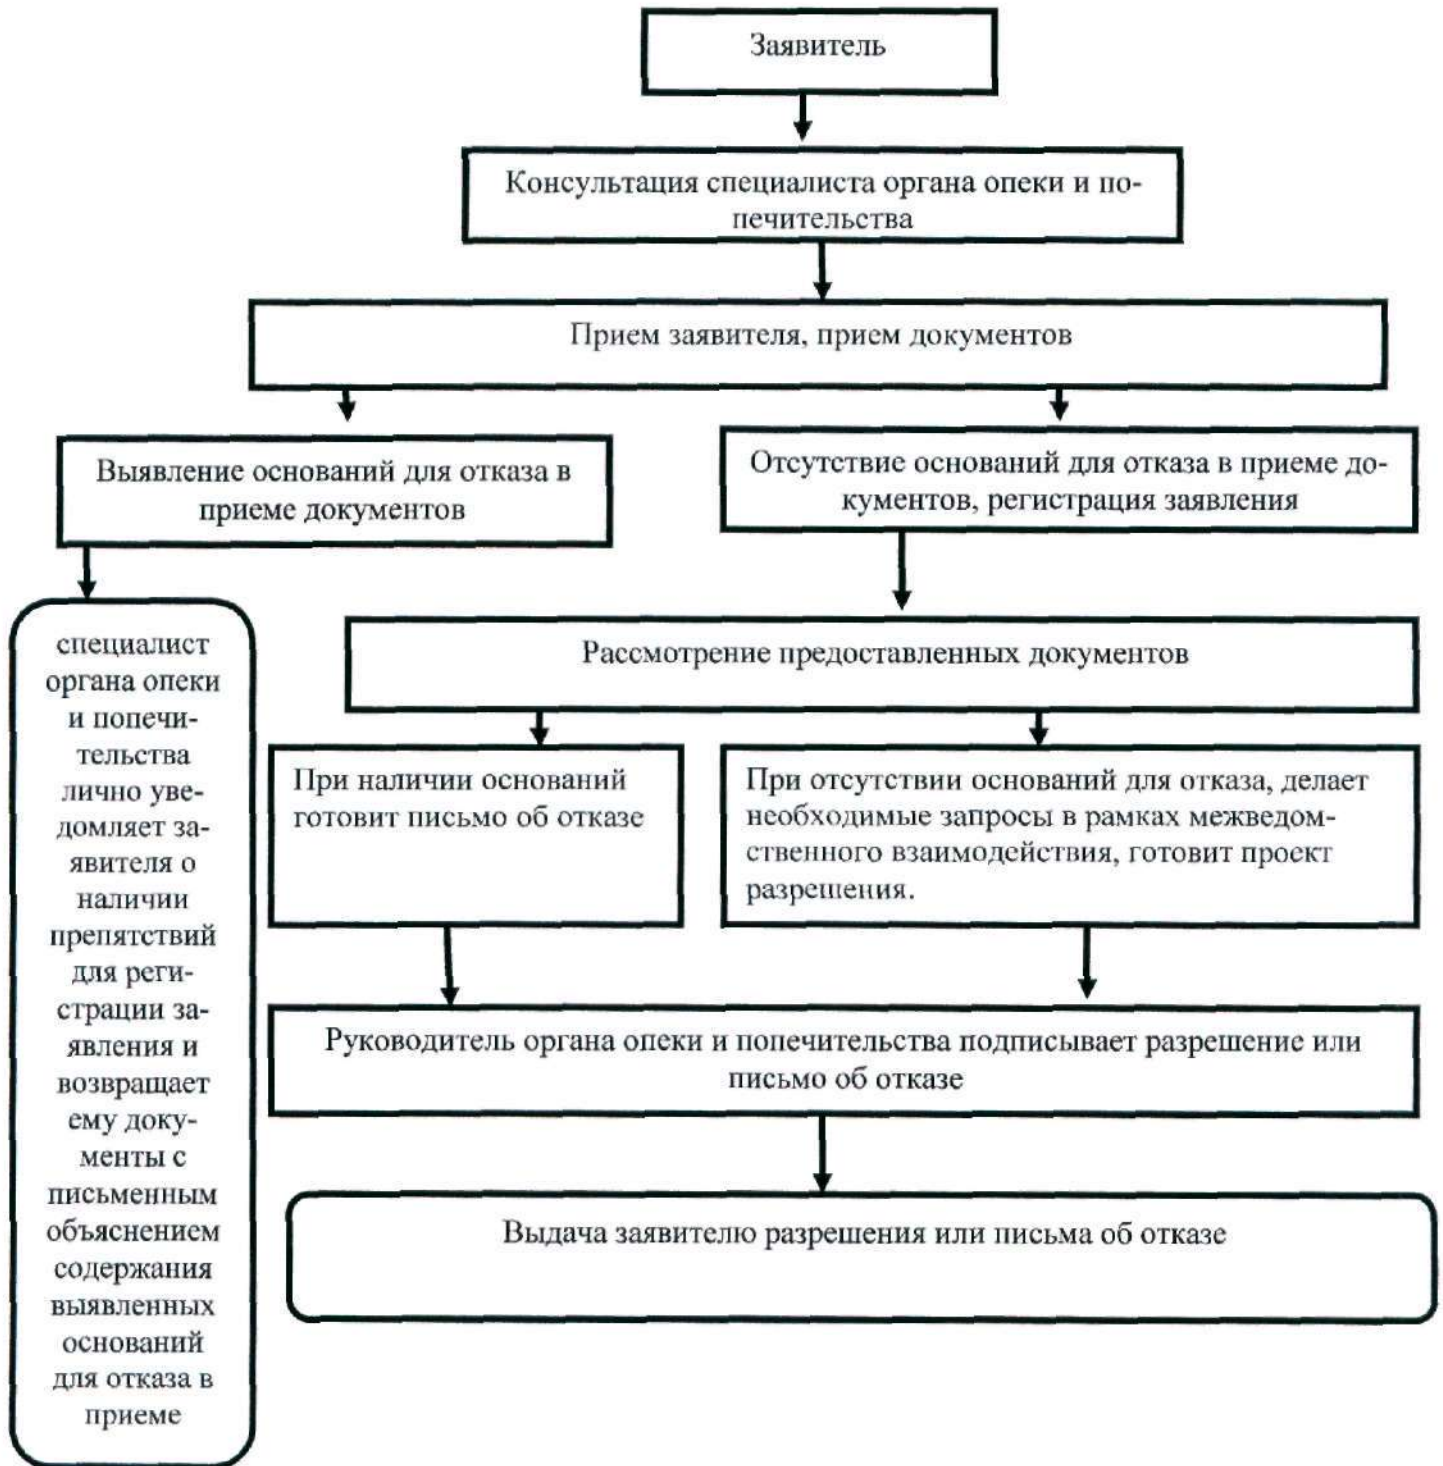 Заявитель
Консультация специалиста органа опеки и по-
печительства
Прием заявителя, прием документов
Выявление оснований для отказа в
приеме документов
Отсутствие оснований для отказа в приеме до-
кументов, регистрация заявления
специалист
органа опеки
и попечи-
тельства
лично уве-
домляет за-
явителя о
наличии
препятствий
для реги-
страции за-
явления и
возвращает
ему доку-
менты с
письменным
объяснением
содержания
выявленных
оснований
для отказа в
приеме
Рассмотрение предоставленных документов
При наличии оснований
готовит письмо об отказе
При отсутствии оснований для отказа, делает
необходимые запросы в рамках межведом-
ственного взаимодействия, готовит проект
разрешения.
Руководитель органа опеки и попечительства подписывает разрешение или
письмо об отказе
Выдача заявителю разрешения или письма об отказе